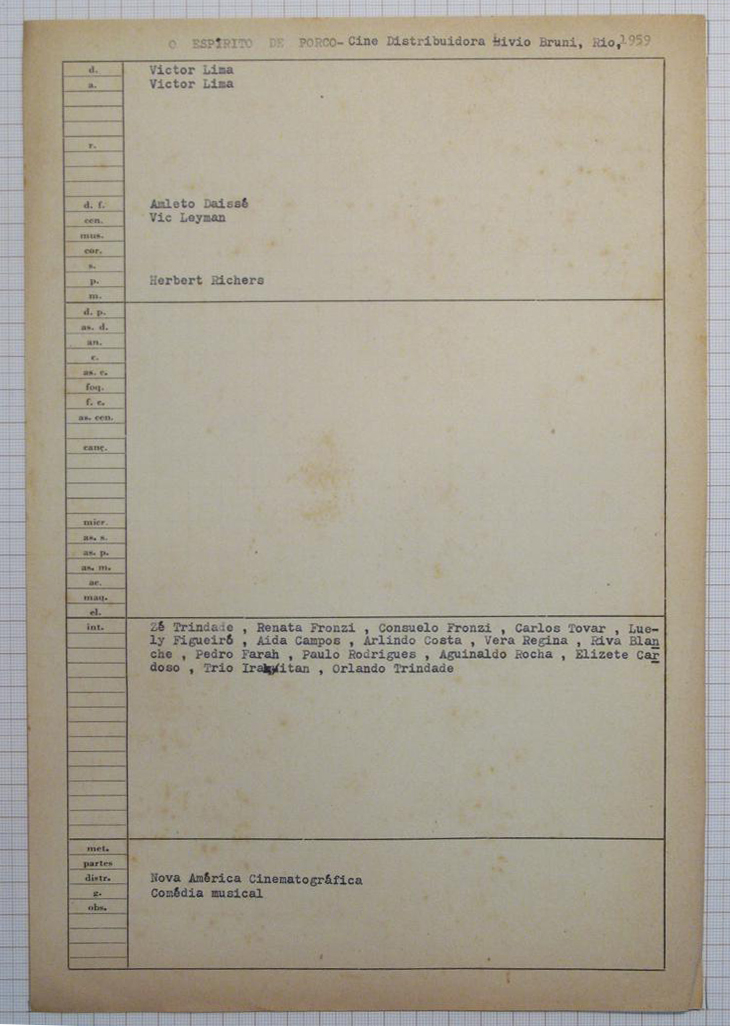 O ESPÍRITO DE PORCO- Cine Distribuidora Livio Bruni, Rio, 1959
d. Victor Lima
a. Victor Lima
r.
d. f. Amleto Daissé
cen. Vic Leyman
mus.
cor.
s.
p. Herbert Richers
m.
d. p.
as. d.
an.
c.
as. c.
foq.
f. c.
as. cen.
canç.
micr.
as. s.
as. p.
as. m.
ac.
maq.
el.
int. Zé Trindade , Renata Fronzi , Consuelo Fronzi , Carlos Tovar , Lue-
ly Figueiró , Aida Campos , Arlindo Costa , Vera Regina , Riva Blan
che , Pedro Farah , Paulo Rodrigues , Aguinaldo Rocha , Elizete Car
doso , Trio Irakitan , Orlando Trindade
met.
partes
distr. Nova América Cinematográfica
g. Comédia musical
obs.